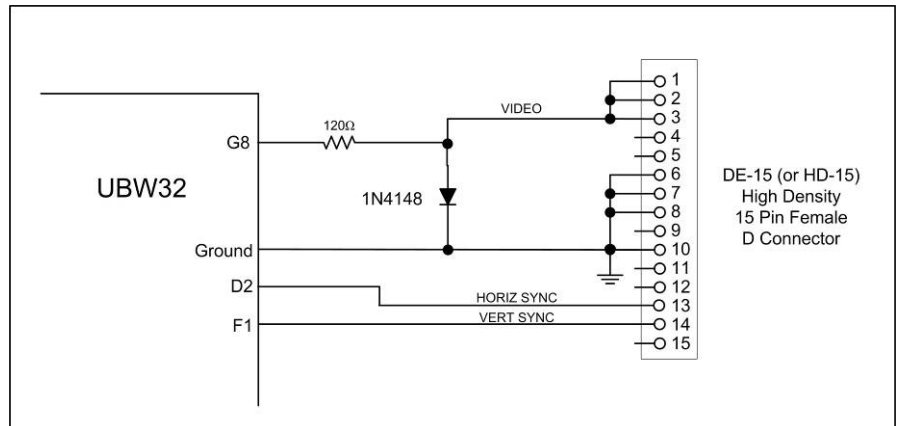 1
2
VIDEO
3
120Ω
G8
4
5
6
UBW32
1N4148
7
8
9
DE-15 (or HD-15)
High Density
15 Pin Female
D Connector
Ground
10
11
D2
12
HORIZ SYNC
13
F1
VERT SYNC
14
15